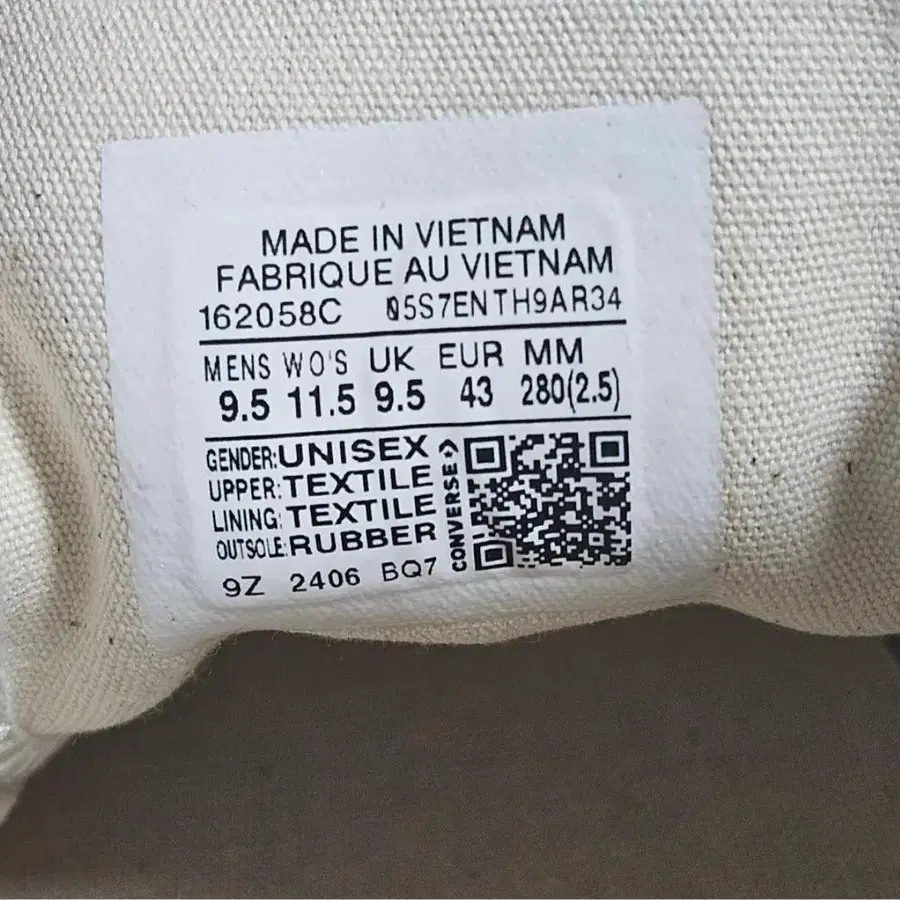 MADE IN VIETNAM
FABRIQUE AU VIETNAM
162058C 05S7ENTH9AR34
MENS WO'S UK EUR MM
9.5 11.5 9.5 43 280(2.5)
GENDER:UNISEX
UPPER:TEXTILE
LINING:TEXTILE
OUTSOLE:RUBBER
9Z 2406 BQ7
CONVERSE